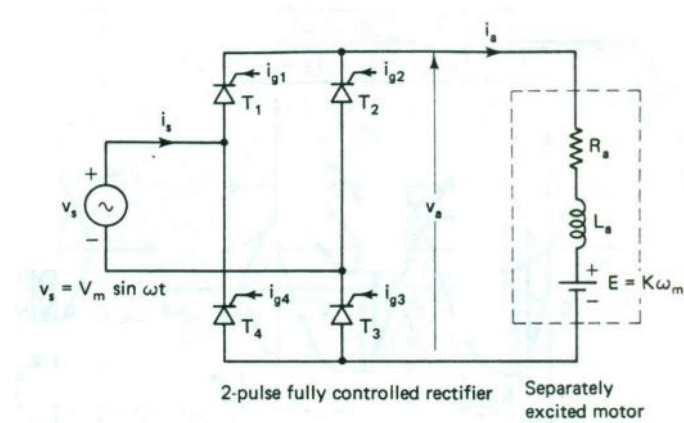 i_a
i_g1
i_g2
T_1
T_2
i_s
+
v_s
−
v_a
R_a
L_a
+
E = Kω_m
−
v_s = V_m sin ωt
i_g4
i_g3
T_4
T_3
2-pulse fully controlled rectifier
Separately
excited motor